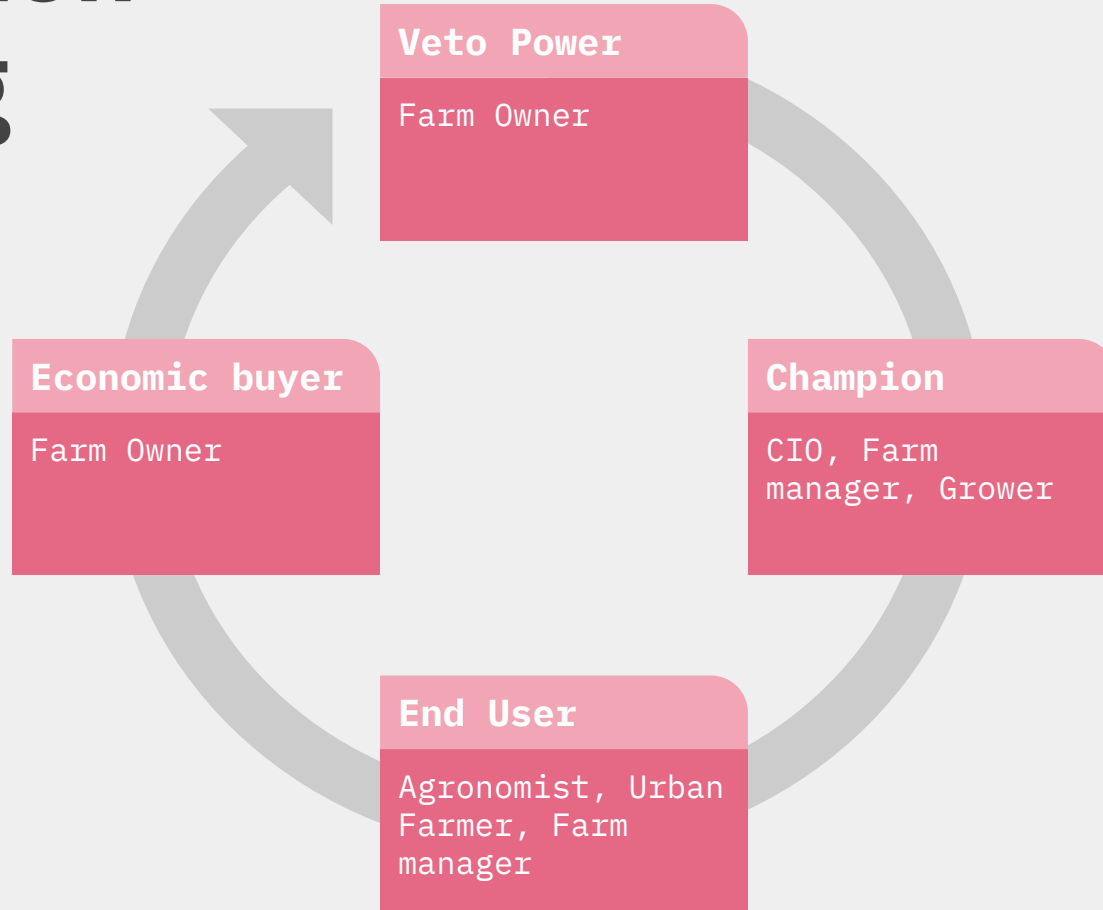 Veto Power
Farm Owner
Economic buyer
Farm Owner
Champion
CIO, Farm
manager, Grower
End User
Agronomist, Urban
Farmer, Farm
manager